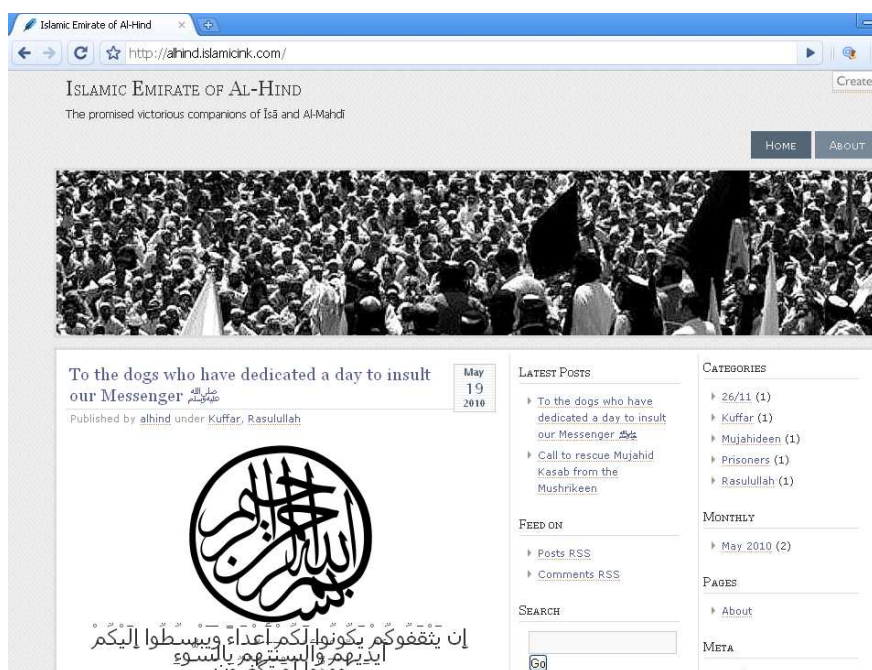 Islamic Emirate of Al-Hind
http://alhind.islamicink.com/
Create
Islamic Emirate of Al-Hind
The promised victorious companions of Īsā and Al-Mahdī
Home
About
To the dogs who have dedicated a day to insult
our Messenger ﷺ
May
19
2010
Published by alhind under Kuffar, Rasulullah
بسم الله الرحمن الرحيم
إِن يَثْقَفُوكُمْ يَكُونُوا لَكُمْ أَعْدَاءً وَيَبْسُطُوا إِلَيْكُمْ
أَيْدِيَهُمْ وَأَلْسِنَتَهُم بِالسُّوءِ
Latest Posts
To the dogs who have
dedicated a day to insult
our Messenger ﷺ
Call to rescue Mujahid
Kasab from the
Mushrikeen
Feed on
Posts RSS
Comments RSS
Search
Go
Categories
26/11 (1)
Kuffar (1)
Mujahideen (1)
Prisoners (1)
Rasulullah (1)
Monthly
May 2010 (2)
Pages
About
Meta